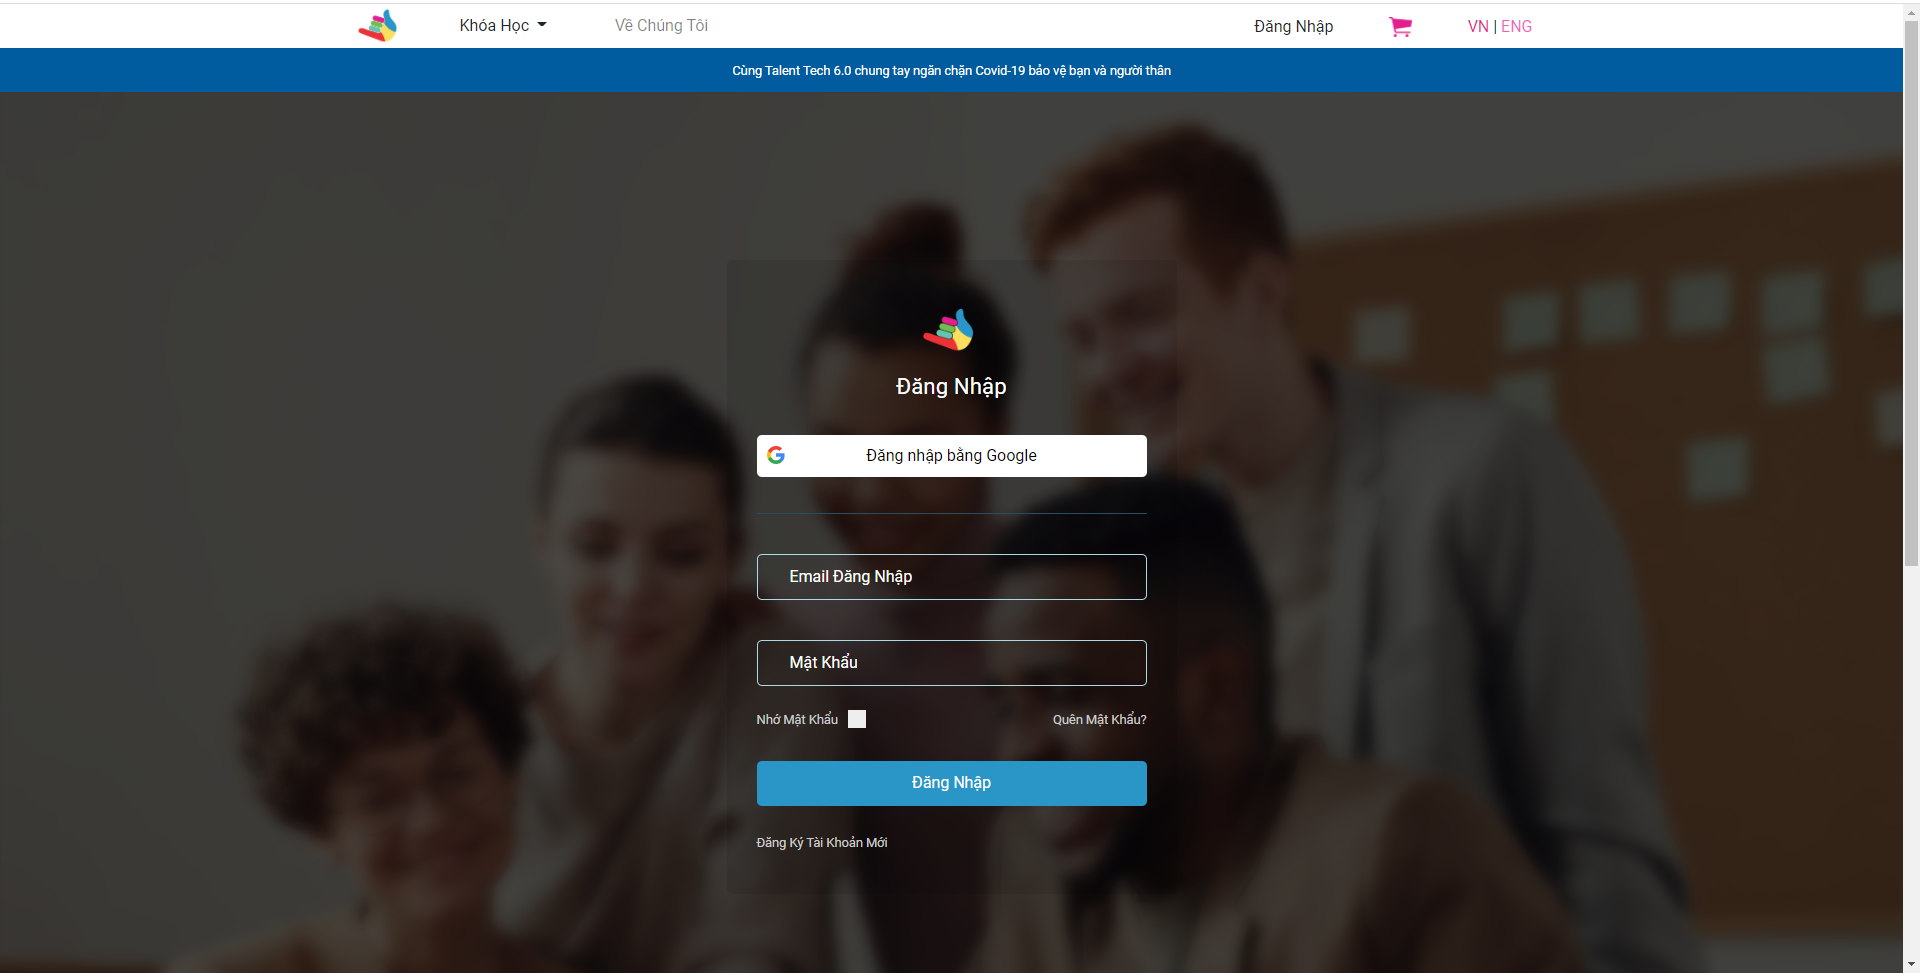 Khóa Học
Về Chúng Tôi
Đăng Nhập
VN | ENG
Cùng Talent Tech 6.0 chung tay ngăn chặn Covid-19 bảo vệ bạn và người thân
Đăng Nhập
Đăng nhập bằng Google
Email Đăng Nhập
Mật Khẩu
Nhớ Mật Khẩu
Quên Mật Khẩu?
Đăng Nhập
Đăng Ký Tài Khoản Mới